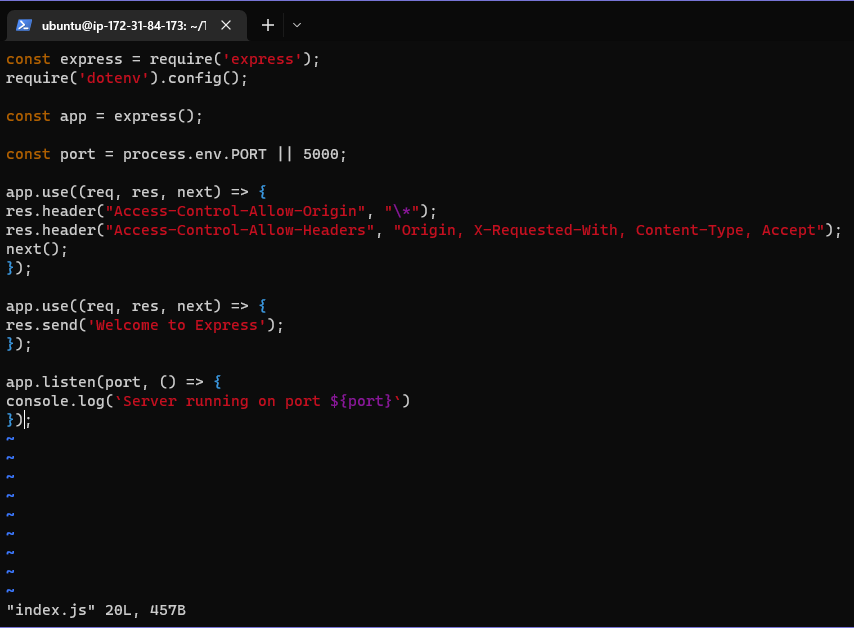 ubuntu@ip-172-31-84-173: ~/
const express = require('express');
require('dotenv').config();
const app = express();
const port = process.env.PORT || 5000;
app.use((req, res, next) => {
res.header("Access-Control-Allow-Origin", "\*");
res.header("Access-Control-Allow-Headers", "Origin, X-Requested-With, Content-Type, Accept");
next();
});
app.use((req, res, next) => {
res.send('Welcome to Express');
});
app.listen(port, () => {
console.log(`Server running on port ${port}`)
});
~
~
~
~
~
~
~
~
~
"index.js" 20L, 457B